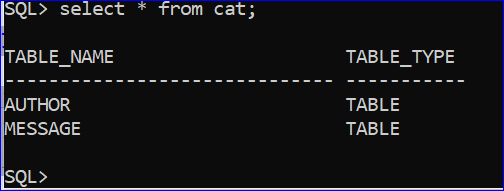 SQL> select * from cat;
TABLE_NAME                     TABLE_TYPE
------------------------------ -----------
AUTHOR                         TABLE
MESSAGE                        TABLE
SQL>